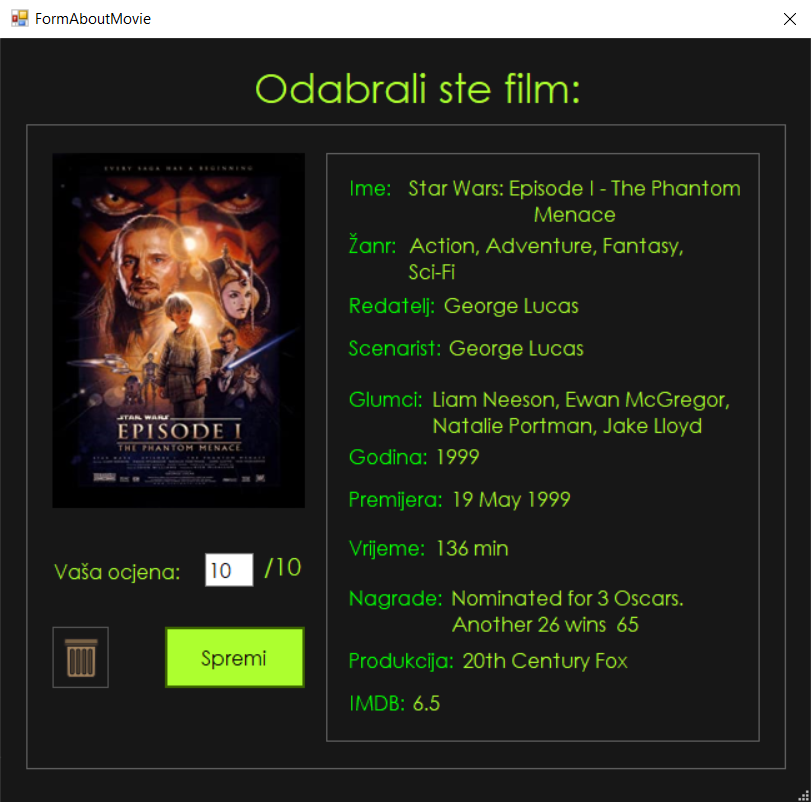 FormAboutMovie
Odabrali ste film:
EVERY SAGA HAS A BEGINNING
STAR WARS
EPISODE I
THE PHANTOM MENACE
Vaša ocjena: 10 /10
Spremi
Ime: Star Wars: Episode I - The Phantom
Menace
Žanr: Action, Adventure, Fantasy,
Sci-Fi
Redatelj: George Lucas
Scenarist: George Lucas
Glumci: Liam Neeson, Ewan McGregor,
Natalie Portman, Jake Lloyd
Godina: 1999
Premijera: 19 May 1999
Vrijeme: 136 min
Nagrade: Nominated for 3 Oscars.
Another 26 wins 65
Produkcija: 20th Century Fox
IMDB: 6.5